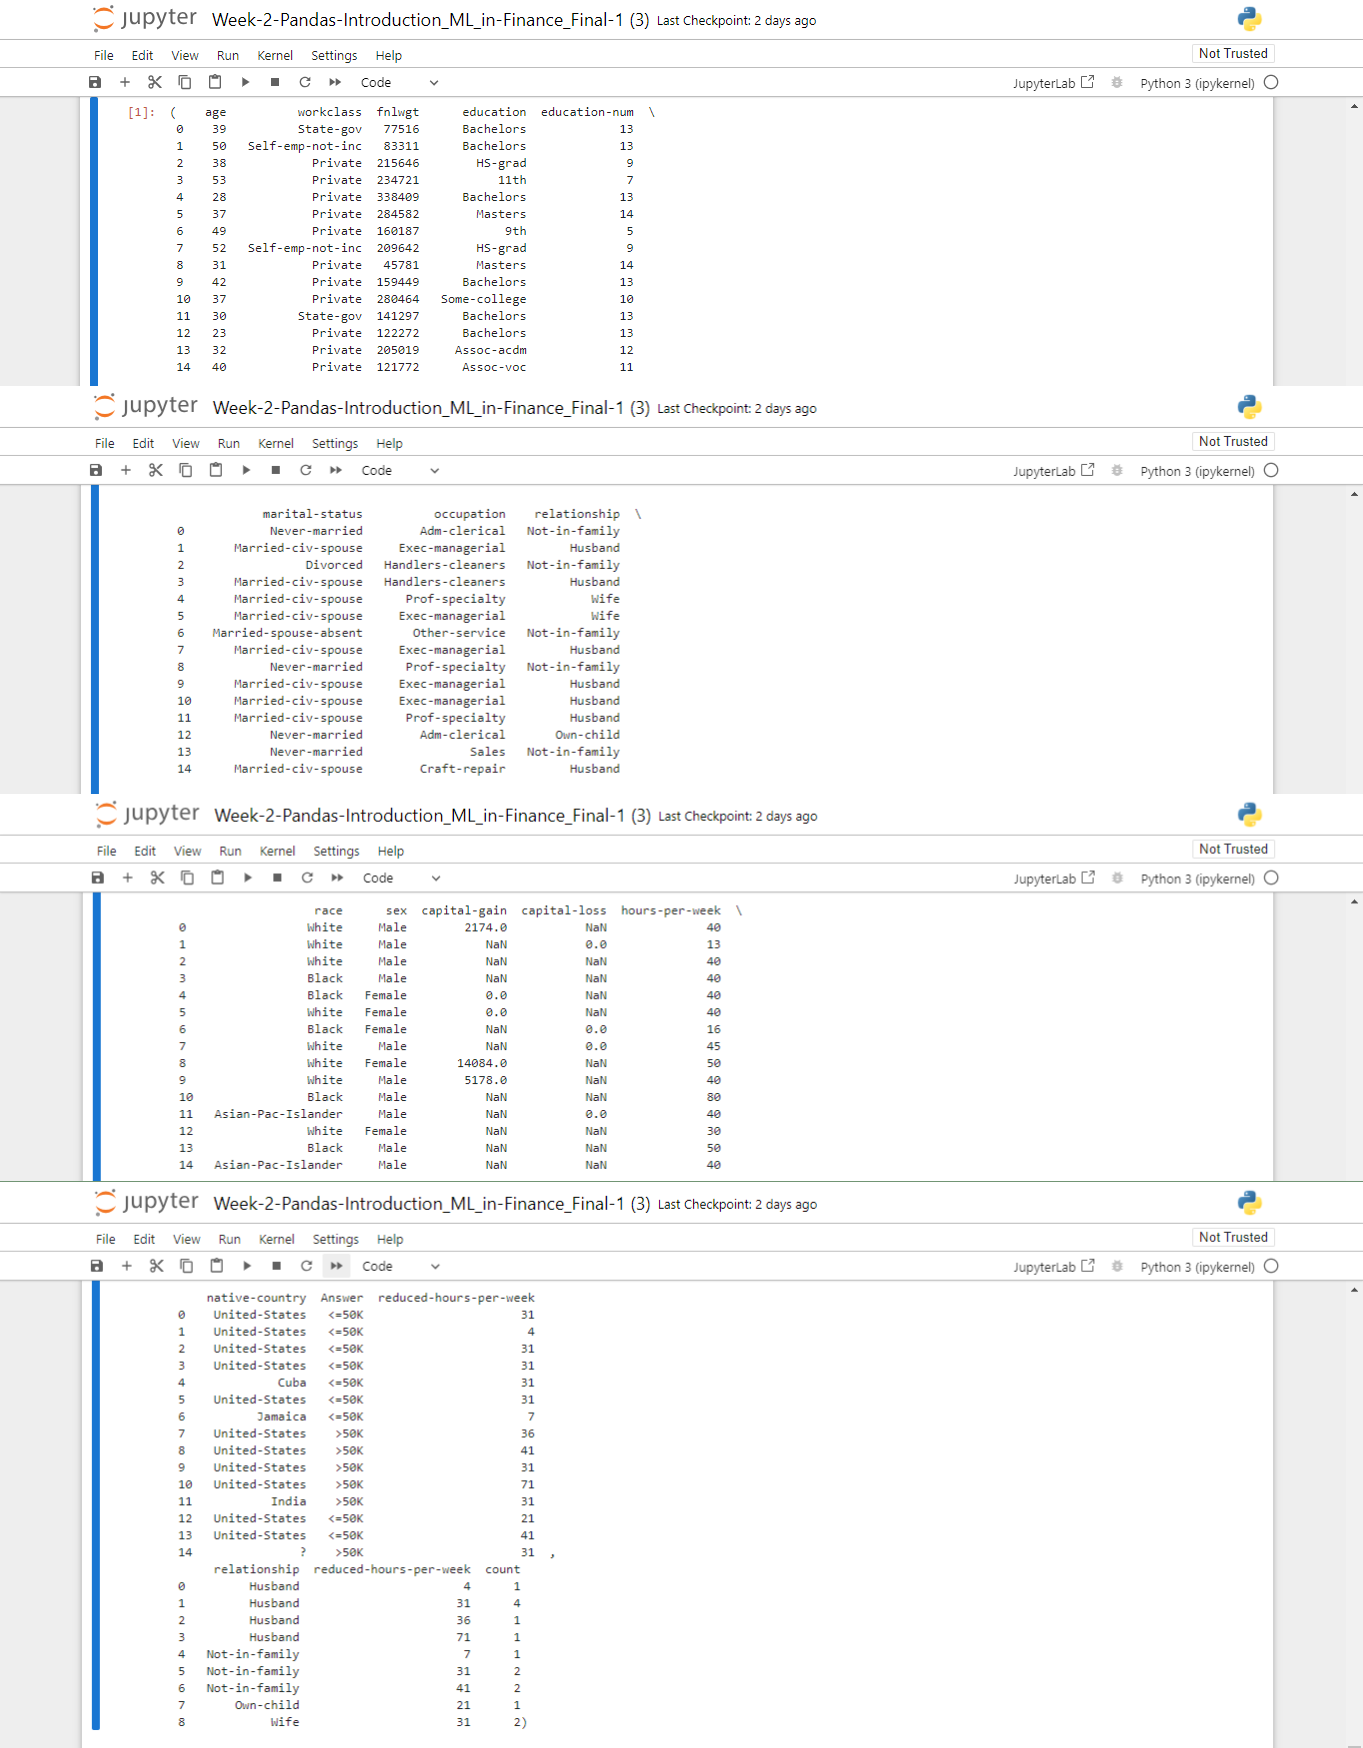 jupyter Week-2-Pandas-Introduction_ML_in-Finance_Final-1 (3) Last Checkpoint: 2 days ago
File Edit View Run Kernel Settings Help Not Trusted
Code JupyterLab Python 3 (ipykernel)
[1]: ( age workclass fnlwgt education education-num \
0 39 State-gov 77516 Bachelors 13
1 50 Self-emp-not-inc 83311 Bachelors 13
2 38 Private 215646 HS-grad 9
3 53 Private 234721 11th 7
4 28 Private 338409 Bachelors 13
5 37 Private 284582 Masters 14
6 49 Private 160187 9th 5
7 52 Self-emp-not-inc 209642 HS-grad 9
8 31 Private 45781 Masters 14
9 42 Private 159449 Bachelors 13
10 37 Private 280464 Some-college 10
11 30 State-gov 141297 Bachelors 13
12 23 Private 122272 Bachelors 13
13 32 Private 205019 Assoc-acdm 12
14 40 Private 121772 Assoc-voc 11
jupyter Week-2-Pandas-Introduction_ML_in-Finance_Final-1 (3) Last Checkpoint: 2 days ago
File Edit View Run Kernel Settings Help Not Trusted
Code JupyterLab Python 3 (ipykernel)
marital-status occupation relationship \
0 Never-married Adm-clerical Not-in-family
1 Married-civ-spouse Exec-managerial Husband
2 Divorced Handlers-cleaners Not-in-family
3 Married-civ-spouse Handlers-cleaners Husband
4 Married-civ-spouse Prof-specialty Wife
5 Married-civ-spouse Exec-managerial Wife
6 Married-spouse-absent Other-service Not-in-family
7 Married-civ-spouse Exec-managerial Husband
8 Never-married Prof-specialty Not-in-family
9 Married-civ-spouse Exec-managerial Husband
10 Married-civ-spouse Exec-managerial Husband
11 Married-civ-spouse Prof-specialty Husband
12 Never-married Adm-clerical Own-child
13 Never-married Sales Not-in-family
14 Married-civ-spouse Craft-repair Husband
jupyter Week-2-Pandas-Introduction_ML_in-Finance_Final-1 (3) Last Checkpoint: 2 days ago
File Edit View Run Kernel Settings Help Not Trusted
Code JupyterLab Python 3 (ipykernel)
race sex capital-gain capital-loss hours-per-week \
0 White Male 2174.0 NaN 40
1 White Male NaN 0.0 13
2 White Male NaN NaN 40
3 Black Male NaN NaN 40
4 Black Female 0.0 NaN 40
5 White Female 0.0 NaN 40
6 Black Female NaN 0.0 16
7 White Male NaN 0.0 45
8 White Female 14084.0 NaN 50
9 White Male 5178.0 NaN 40
10 Black Male NaN NaN 80
11 Asian-Pac-Islander Male NaN 0.0 40
12 White Female NaN NaN 30
13 Black Male NaN NaN 50
14 Asian-Pac-Islander Male NaN NaN 40
jupyter Week-2-Pandas-Introduction_ML_in-Finance_Final-1 (3) Last Checkpoint: 2 days ago
File Edit View Run Kernel Settings Help Not Trusted
Code JupyterLab Python 3 (ipykernel)
native-country Answer reduced-hours-per-week
0 United-States <=50K 31
1 United-States <=50K 4
2 United-States <=50K 31
3 United-States <=50K 31
4 Cuba <=50K 31
5 United-States <=50K 31
6 Jamaica <=50K 7
7 United-States >50K 36
8 United-States >50K 41
9 United-States >50K 31
10 United-States >50K 71
11 India >50K 31
12 United-States <=50K 21
13 United-States <=50K 41
14 ? >50K 31 ,
relationship reduced-hours-per-week count
0 Husband 4 1
1 Husband 31 4
2 Husband 36 1
3 Husband 71 1
4 Not-in-family 7 1
5 Not-in-family 31 2
6 Not-in-family 41 2
7 Own-child 21 1
8 Wife 31 2)